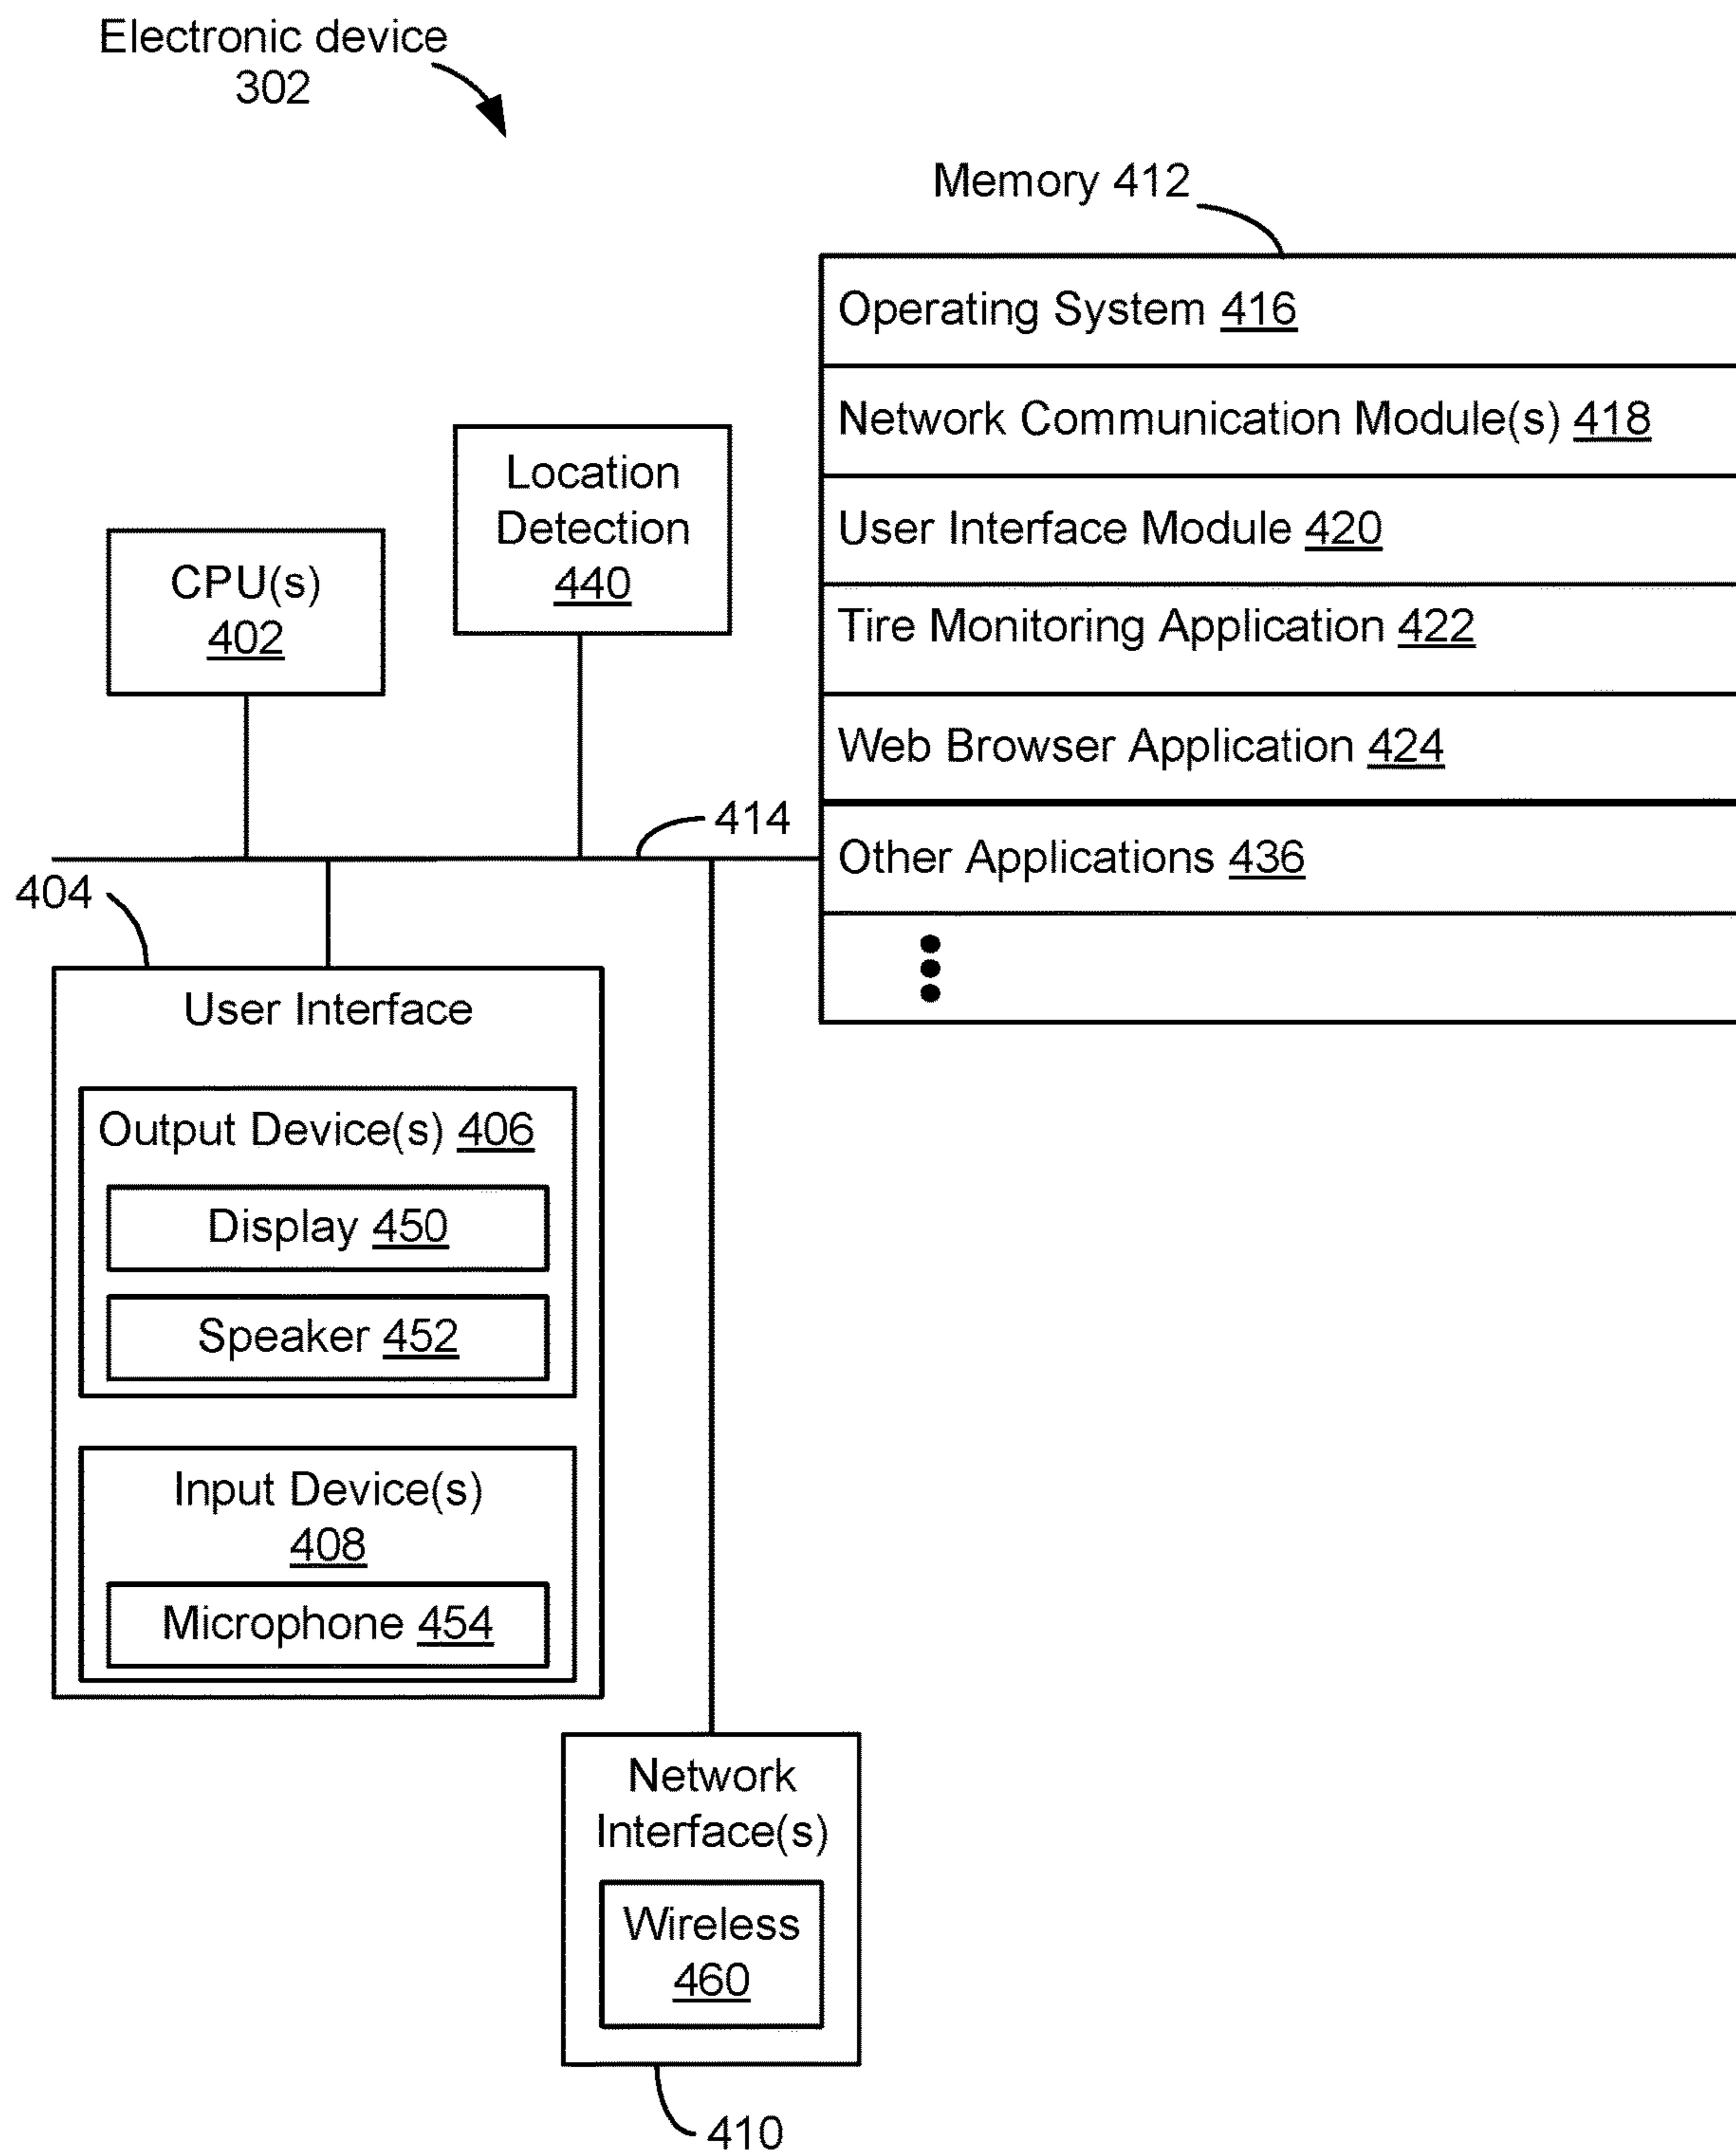 Electronic device
302
Memory 412
Operating System 416
Network Communication Module(s) 418
User Interface Module 420
Tire Monitoring Application 422
Web Browser Application 424
Other Applications 436
Location
Detection
440
CPU(s)
402
414
404
User Interface
Output Device(s) 406
Display 450
Speaker 452
Input Device(s)
408
Microphone 454
Network
Interface(s)
Wireless
460
410